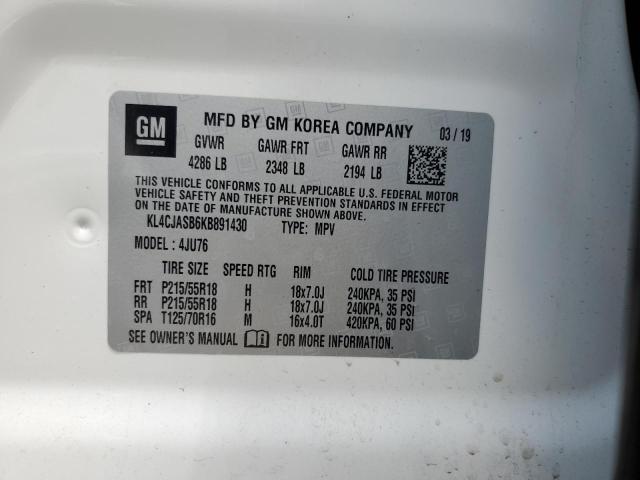 GM
MFD BY GM KOREA COMPANY 03 / 19
GVWR GAWR FRT GAWR RR
4286 LB 2348 LB 2194 LB
THIS VEHICLE CONFORMS TO ALL APPLICABLE U.S. FEDERAL MOTOR
VEHICLE SAFETY AND THEFT PREVENTION STANDARDS IN EFFECT
ON THE DATE OF MANUFACTURE SHOWN ABOVE.
KL4CJASB6KB891430 TYPE: MPV
MODEL : 4JU76
TIRE SIZE SPEED RTG RIM COLD TIRE PRESSURE
FRT P215/55R18 H 18x7.0J 240KPA, 35 PSI
RR P215/55R18 H 18x7.0J 240KPA, 35 PSI
SPA T125/70R16 M 16x4.0T 420KPA, 60 PSI
SEE OWNER'S MANUAL FOR MORE INFORMATION.